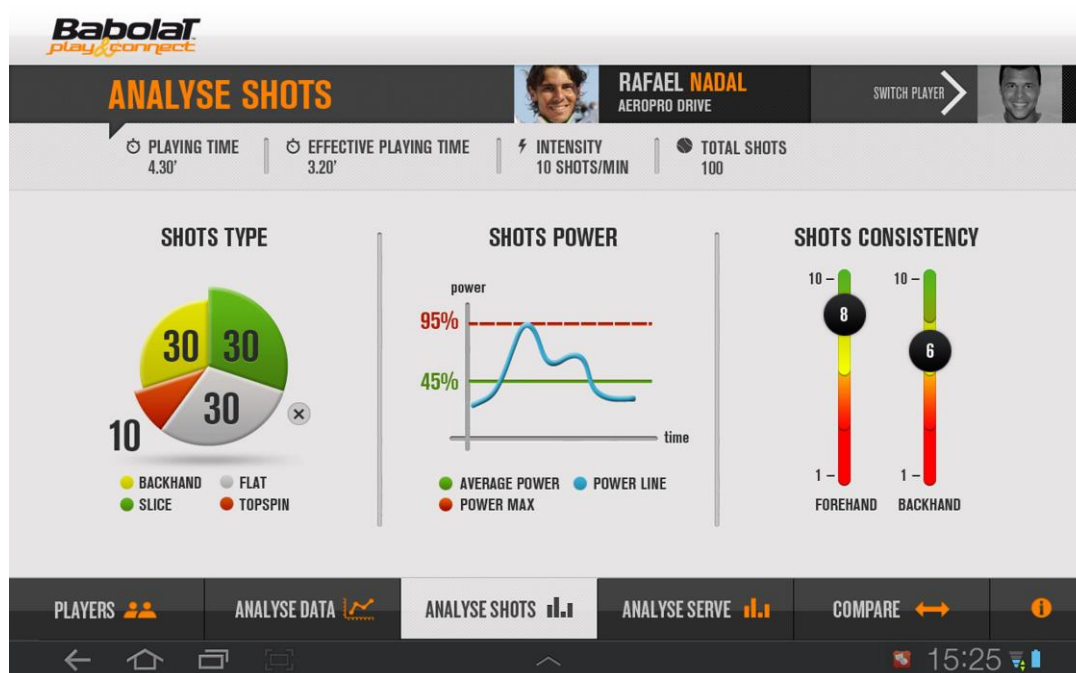 BabolaT
play&connect
ANALYSE SHOTS
RAFAEL NADAL
AEROPRO DRIVE
SWITCH PLAYER
PLAYING TIME
4.30'
EFFECTIVE PLAYING TIME
3.20'
INTENSITY
10 SHOTS/MIN
TOTAL SHOTS
100
SHOTS TYPE
30 30
30
10
BACKHAND FLAT
SLICE TOPSPIN
SHOTS POWER
power
95%
45%
time
AVERAGE POWER POWER LINE
POWER MAX
SHOTS CONSISTENCY
10 – 10 –
8
6
1 – 1 –
FOREHAND BACKHAND
PLAYERS ANALYSE DATA ANALYSE SHOTS ANALYSE SERVE COMPARE i
15:25